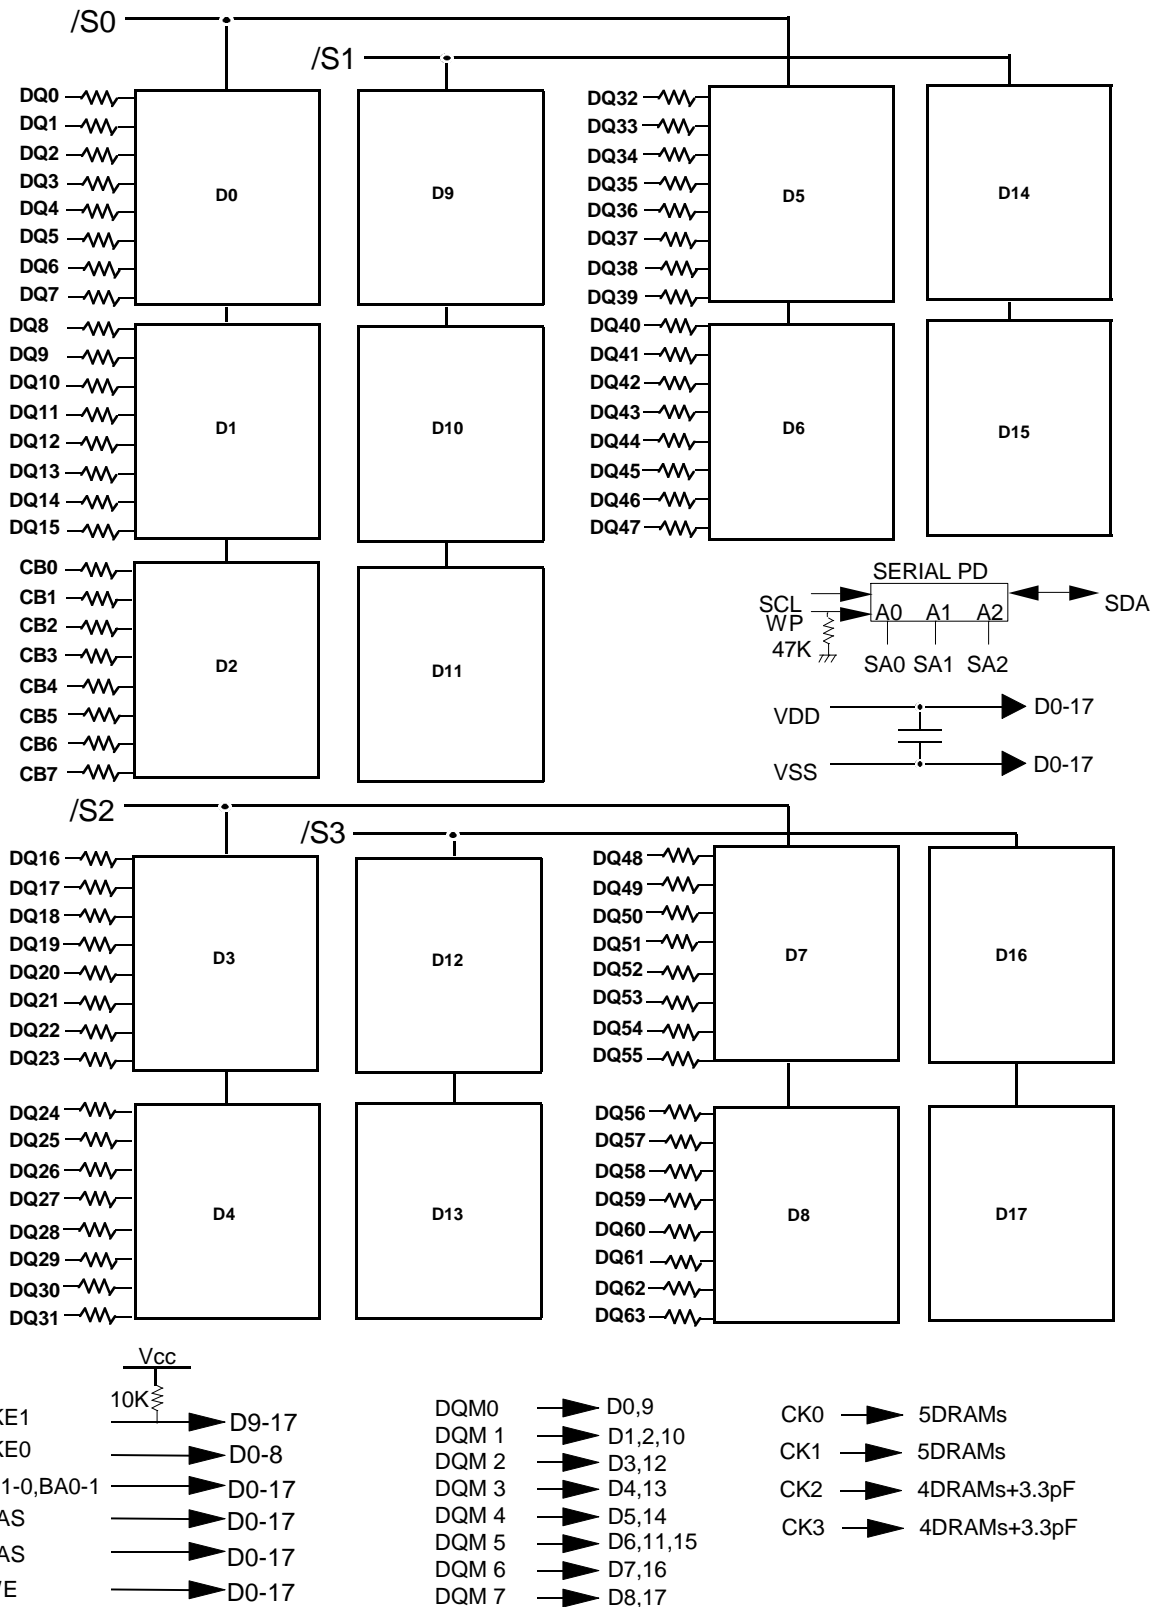 /S0
/S1
DQ0
DQ1
DQ2
DQ3
DQ4
DQ5
DQ6
DQ7
D0
D9
DQ32
DQ33
DQ34
DQ35
DQ36
DQ37
DQ38
DQ39
D5
D14
DQ8
DQ9
DQ10
DQ11
DQ12
DQ13
DQ14
DQ15
D1
D10
DQ40
DQ41
DQ42
DQ43
DQ44
DQ45
DQ46
DQ47
D6
D15
CB0
CB1
CB2
CB3
CB4
CB5
CB6
CB7
D2
D11
SERIAL PD
SCL
WP
47K
A0 A1 A2
SDA
SA0 SA1 SA2
VDD D0-17
VSS D0-17
/S2
/S3
DQ16
DQ17
DQ18
DQ19
DQ20
DQ21
DQ22
DQ23
D3
D12
DQ48
DQ49
DQ50
DQ51
DQ52
DQ53
DQ54
DQ55
D7
D16
DQ24
DQ25
DQ26
DQ27
DQ28
DQ29
DQ30
DQ31
D4
D13
DQ56
DQ57
DQ58
DQ59
DQ60
DQ61
DQ62
DQ63
D8
D17
Vcc
10K
KE1 D9-17
KE0 D0-8
1-0,BA0-1 D0-17
AS D0-17
AS D0-17
E D0-17
DQM0 D0,9
DQM 1 D1,2,10
DQM 2 D3,12
DQM 3 D4,13
DQM 4 D5,14
DQM 5 D6,11,15
DQM 6 D7,16
DQM 7 D8,17
CK0 5DRAMs
CK1 5DRAMs
CK2 4DRAMs+3.3pF
CK3 4DRAMs+3.3pF